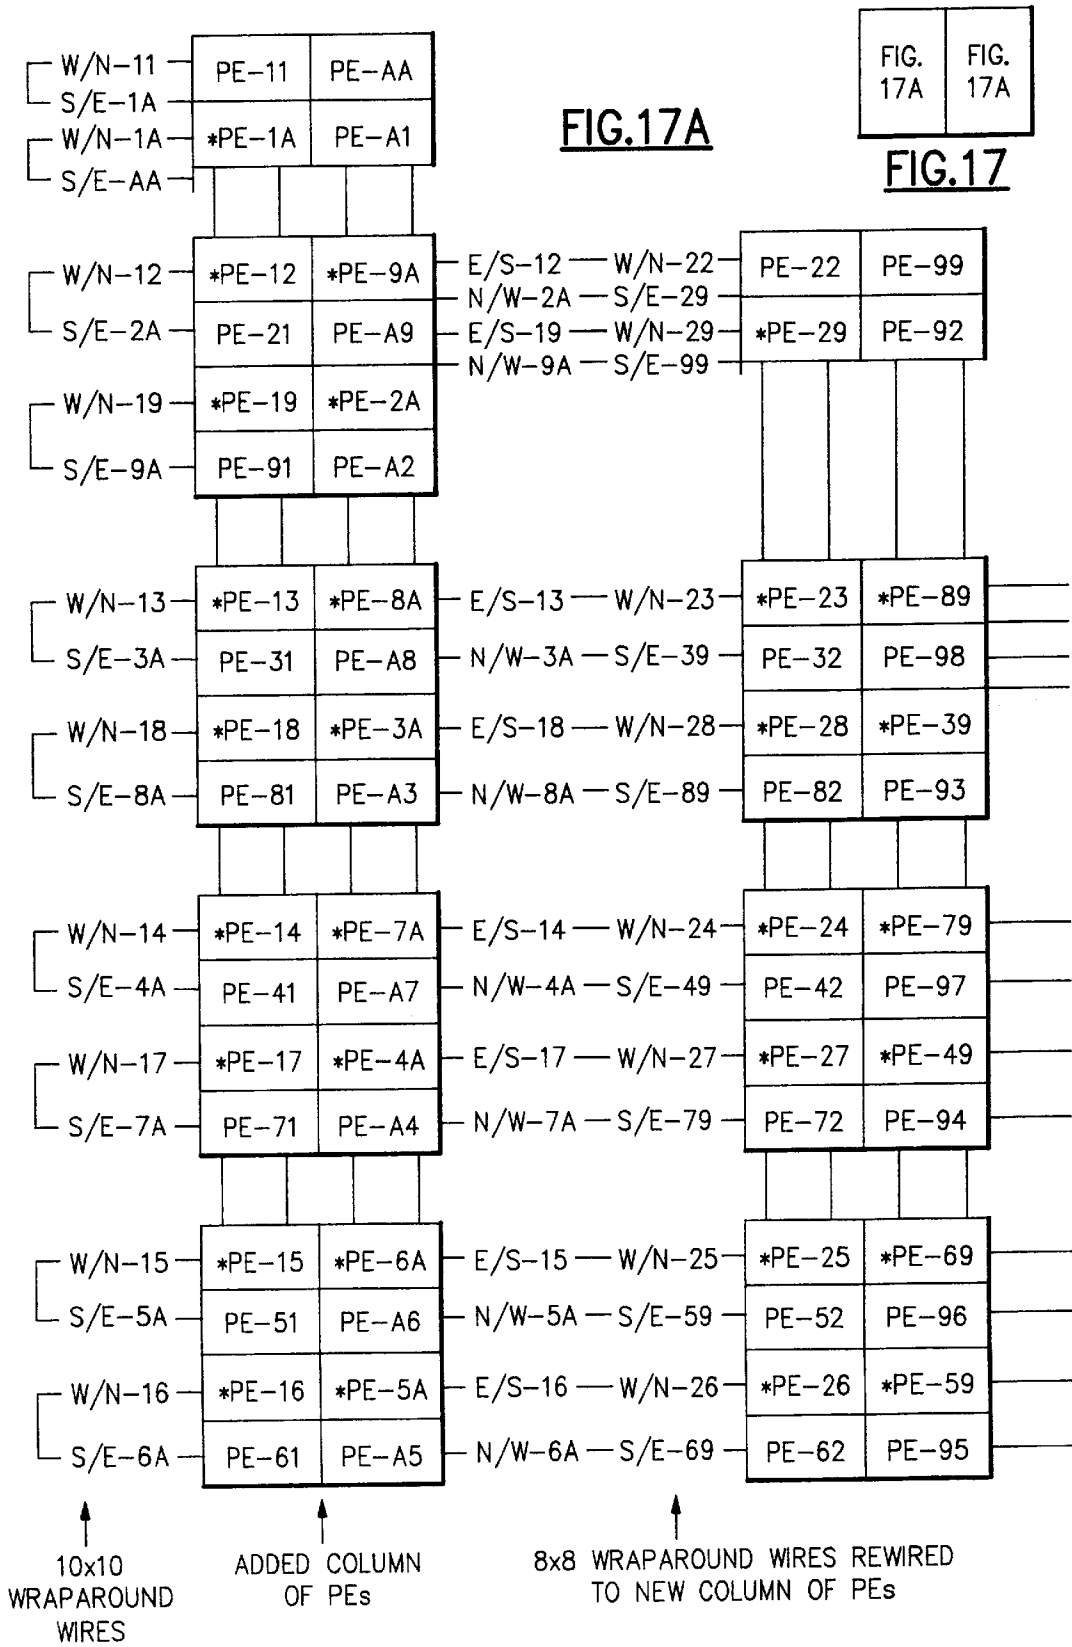 FIG. 17A
FIG. 17A
FIG.17
FIG.17A
W/N-11
S/E-1A
W/N-1A
S/E-AA
PE-11 PE-AA
*PE-1A PE-A1
W/N-12
S/E-2A
W/N-19
S/E-9A
*PE-12 *PE-9A
PE-21 PE-A9
*PE-19 *PE-2A
PE-91 PE-A2
E/S-12 W/N-22
N/W-2A S/E-29
E/S-19 W/N-29
N/W-9A S/E-99
PE-22 PE-99
*PE-29 PE-92
W/N-13
S/E-3A
W/N-18
S/E-8A
*PE-13 *PE-8A
PE-31 PE-A8
*PE-18 *PE-3A
PE-81 PE-A3
E/S-13 W/N-23
N/W-3A S/E-39
E/S-18 W/N-28
N/W-8A S/E-89
*PE-23 *PE-89
PE-32 PE-98
*PE-28 *PE-39
PE-82 PE-93
W/N-14
S/E-4A
W/N-17
S/E-7A
*PE-14 *PE-7A
PE-41 PE-A7
*PE-17 *PE-4A
PE-71 PE-A4
E/S-14 W/N-24
N/W-4A S/E-49
E/S-17 W/N-27
N/W-7A S/E-79
*PE-24 *PE-79
PE-42 PE-97
*PE-27 *PE-49
PE-72 PE-94
W/N-15
S/E-5A
W/N-16
S/E-6A
*PE-15 *PE-6A
PE-51 PE-A6
*PE-16 *PE-5A
PE-61 PE-A5
E/S-15 W/N-25
N/W-5A S/E-59
E/S-16 W/N-26
N/W-6A S/E-69
*PE-25 *PE-69
PE-52 PE-96
*PE-26 *PE-59
PE-62 PE-95
10x10
WRAPAROUND
WIRES
ADDED COLUMN
OF PEs
8x8 WRAPAROUND WIRES REWIRED
TO NEW COLUMN OF PEs